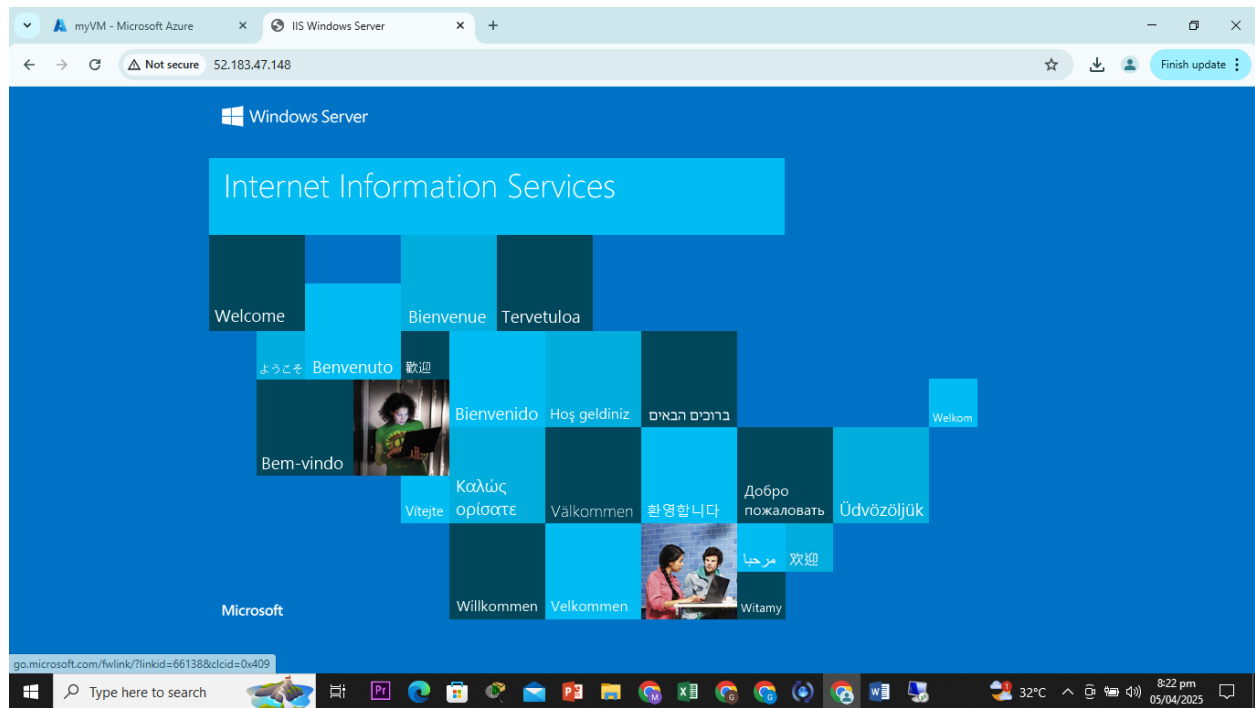 myVM - Microsoft Azure
IIS Windows Server
Not secure 52.183.47.148
Finish update
Windows Server
Internet Information Services
Welcome
Bienvenue
Tervetuloa
ようこそ
Benvenuto
歡迎
Bienvenido
Hoş geldiniz
ברוכים הבאים
Welkom
Bem-vindo
Vítejte
Καλώς
ορίσατε
Välkommen
환영합니다
Добро
пожаловать
Üdvözöljük
مرحبا
欢迎
Microsoft
Willkommen
Velkommen
Witamy
go.microsoft.com/fwlink/?linkid=66138&clcid=0x409
Type here to search
Pr
32°C
8:22 pm
05/04/2025